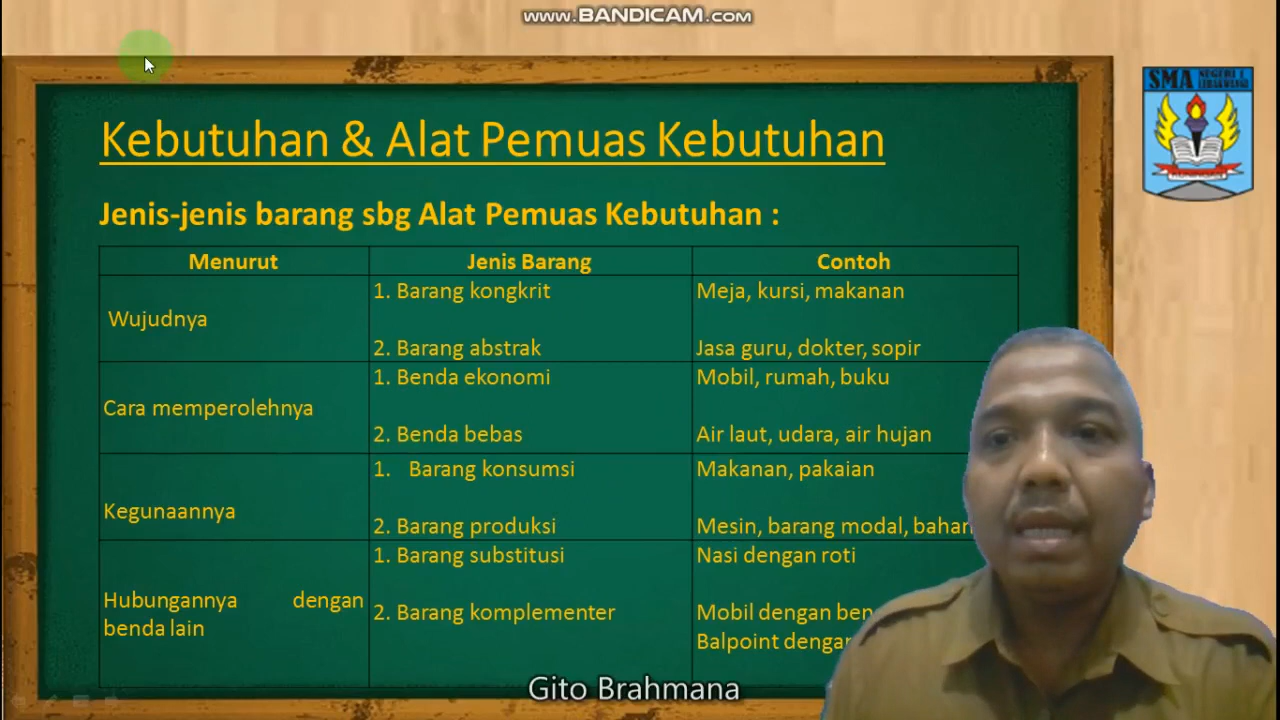 www.BANDICAM.com
SMA NEGERI 1
Kebutuhan & Alat Pemuas Kebutuhan
Jenis-jenis barang sbg Alat Pemuas Kebutuhan :
Menurut Jenis Barang Contoh
Wujudnya
1. Barang kongkrit
Meja, kursi, makanan
2. Barang abstrak
Jasa guru, dokter, sopir
Cara memperolehnya
1. Benda ekonomi
Mobil, rumah, buku
2. Benda bebas
Air laut, udara, air hujan
Kegunaannya
1. Barang konsumsi
Makanan, pakaian
2. Barang produksi
Mesin, barang modal, bahan
Hubungannya dengan
benda lain
1. Barang substitusi
Nasi dengan roti
2. Barang komplementer
Mobil dengan
Balpoint
Gito Brahmana